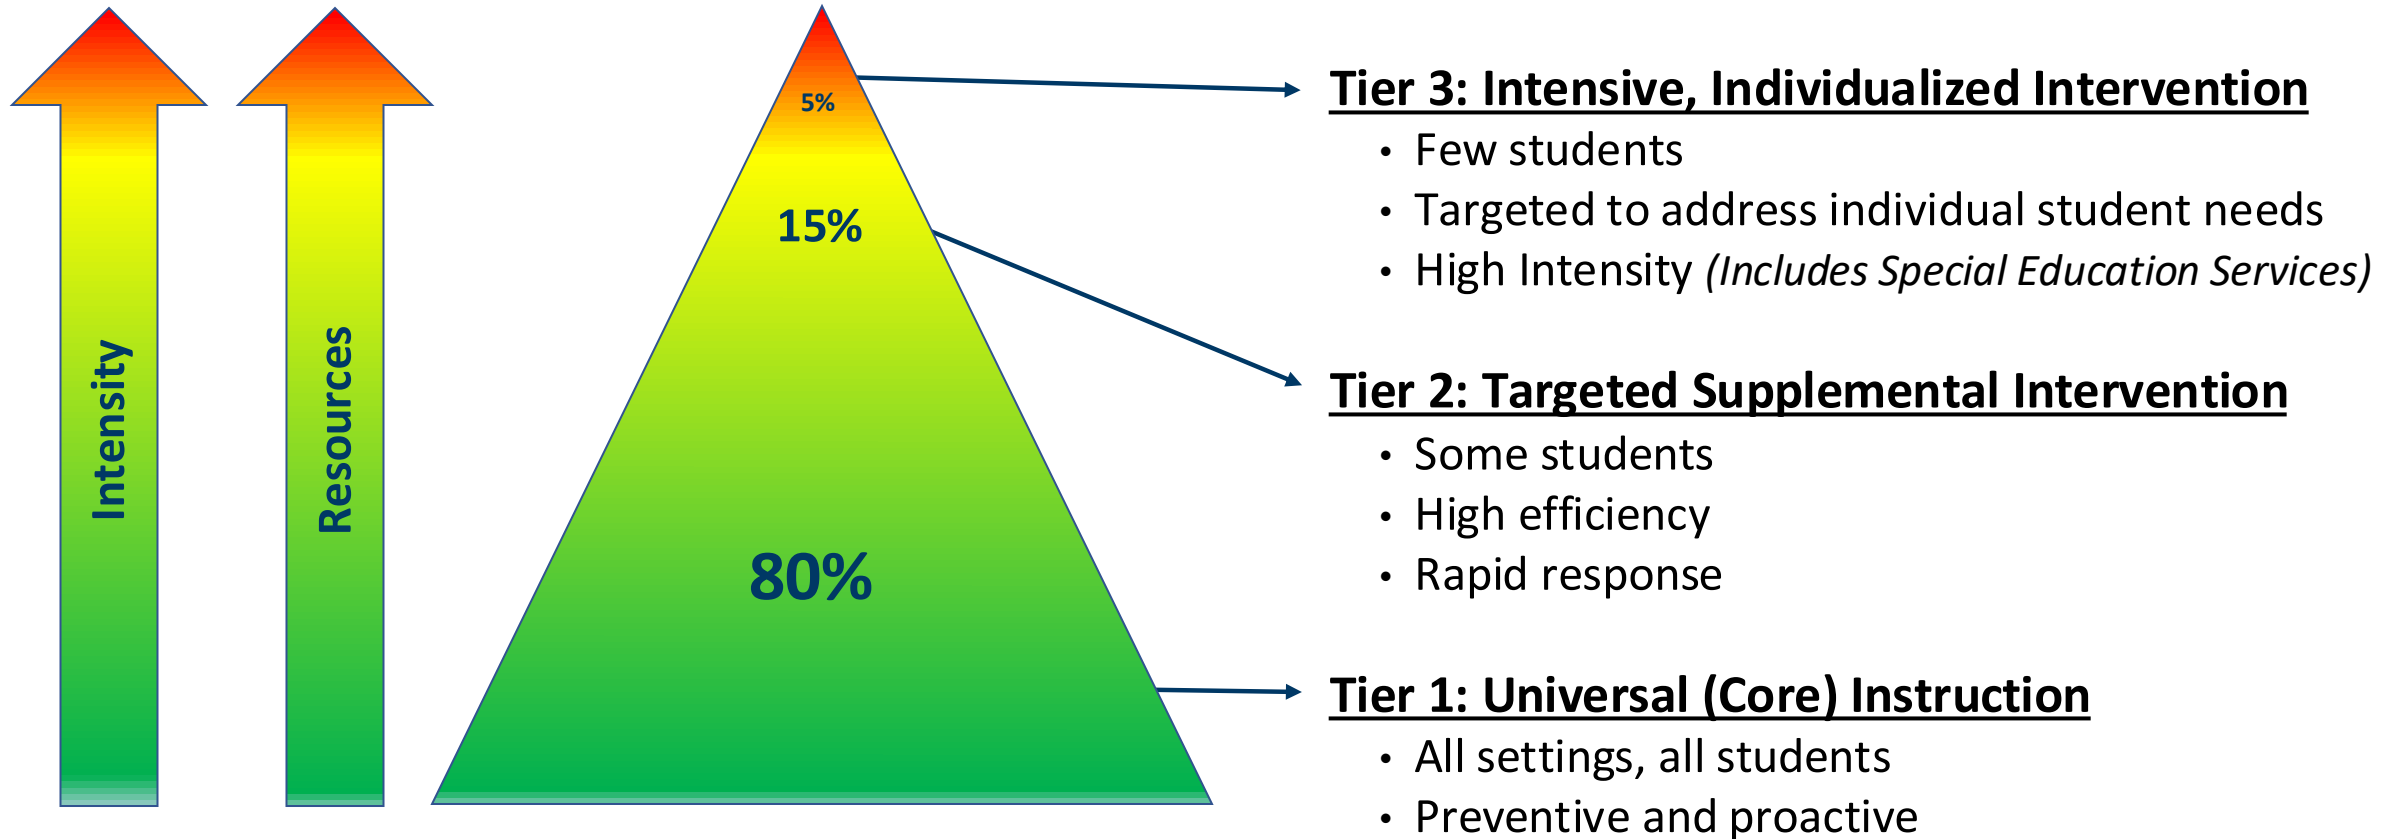 Intensity
Resources
5%
15%
80%
Tier 3: Intensive, Individualized Intervention
• Few students
• Targeted to address individual student needs
• High Intensity (Includes Special Education Services)
Tier 2: Targeted Supplemental Intervention
• Some students
• High efficiency
• Rapid response
Tier 1: Universal (Core) Instruction
• All settings, all students
• Preventive and proactive